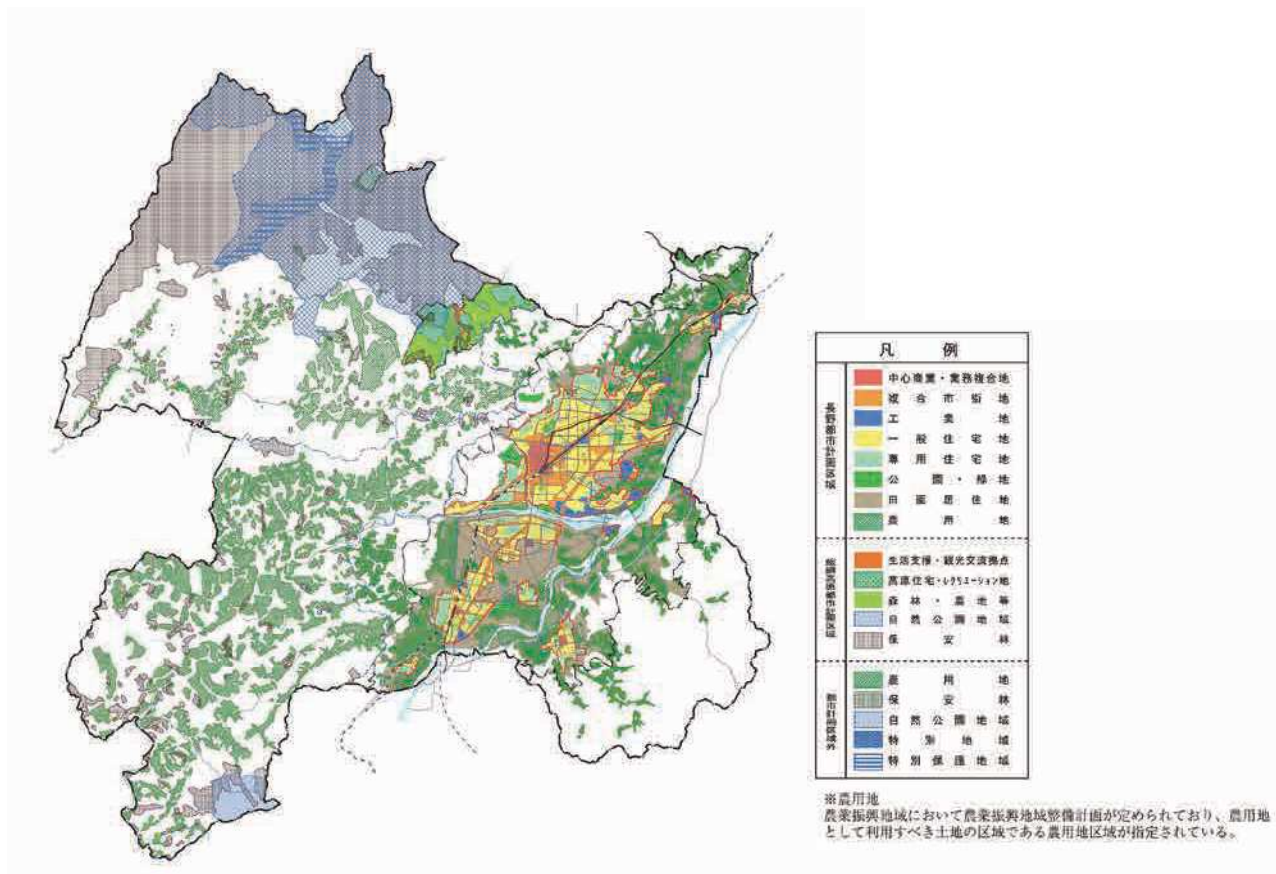 凡 例
長野都市計画区域
中心商業・業務複合地
複合市街地
工業地
一般住宅地
専用住宅地
公園・緑地
田園居住地
農用地
飯綱高原都市計画区域
生活支援・観光交流拠点
高原住宅・レクリエーション地
森林・農地等
自然公園地域
保安林
都市計画区域外
農用地
保安林
自然公園地域
特別地域
特別保護地域
※農用地
農業振興地域において農業振興地域整備計画が定められており、農用地
として利用すべき土地の区域である農用地区域が指定されている。